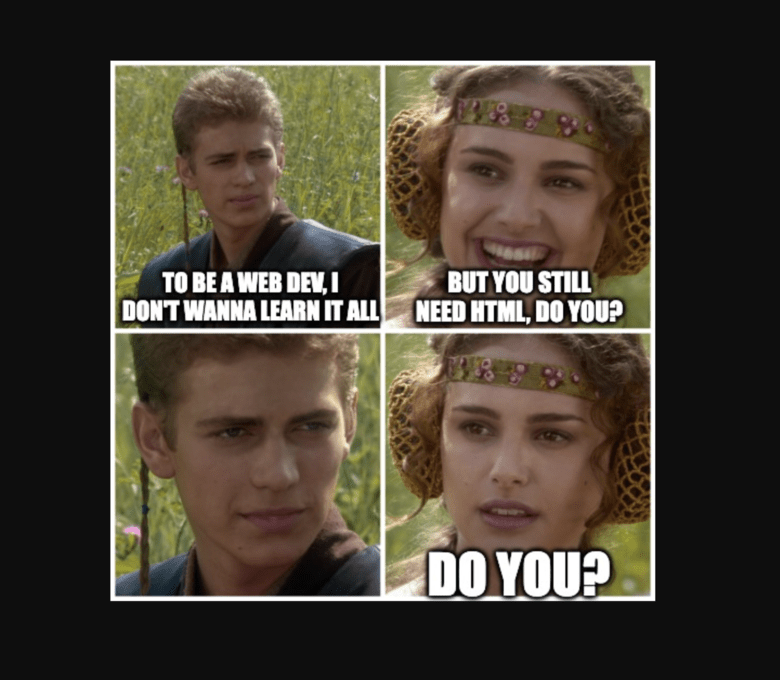 TO BE A WEB DEV, I
DON'T WANNA LEARN IT ALL
BUT YOU STILL
NEED HTML, DO YOU?
DO YOU?